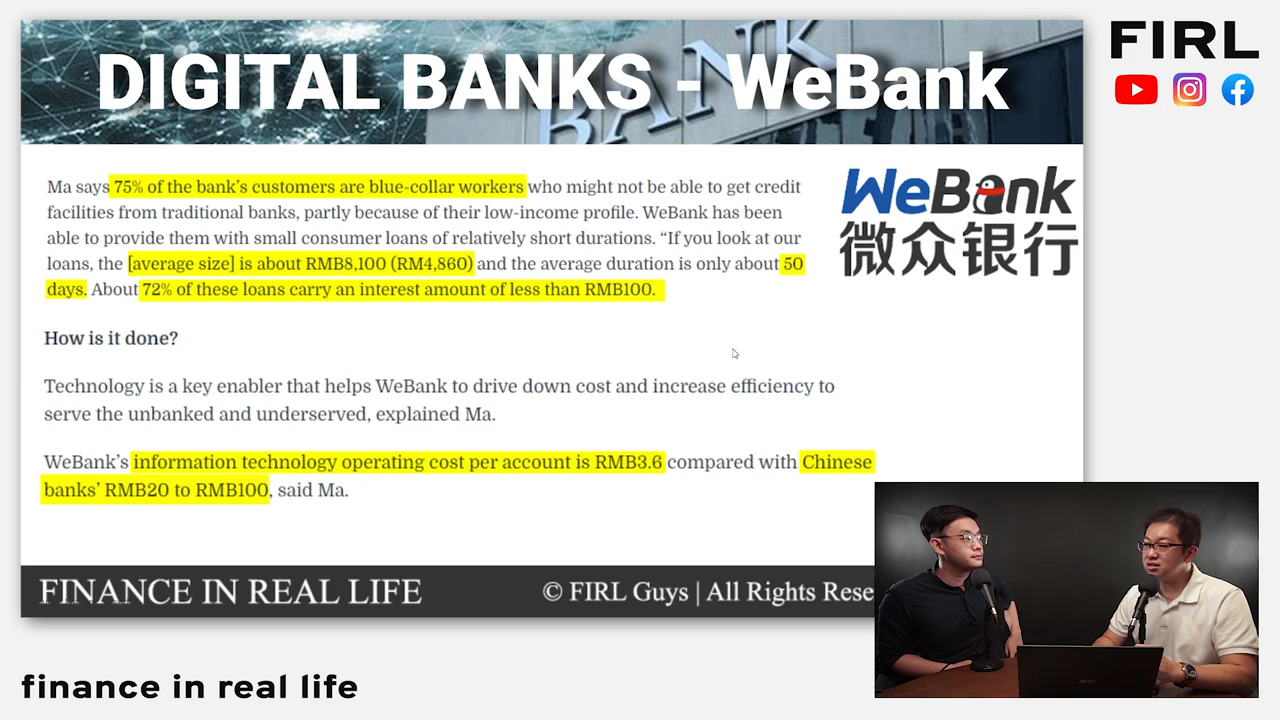 DIGITAL BANKS - WeBank
BANK
FIRL
Ma says 75% of the bank's customers are blue-collar workers who might not be able to get credit
facilities from traditional banks, partly because of their low-income profile. WeBank has been
able to provide them with small consumer loans of relatively short durations. “If you look at our
loans, the [average size] is about RMB8,100 (RM4,860) and the average duration is only about 50
days. About 72% of these loans carry an interest amount of less than RMB100.
WeBank
微众银行
How is it done?
Technology is a key enabler that helps WeBank to drive down cost and increase efficiency to
serve the unbanked and underserved, explained Ma.
WeBank's information technology operating cost per account is RMB3.6 compared with Chinese
banks' RMB20 to RMB100, said Ma.
FINANCE IN REAL LIFE
© FIRL Guys | All Rights Rese
finance in real life